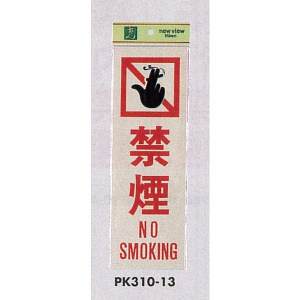 new view
禁煙
NO
SMOKING
PK310-13